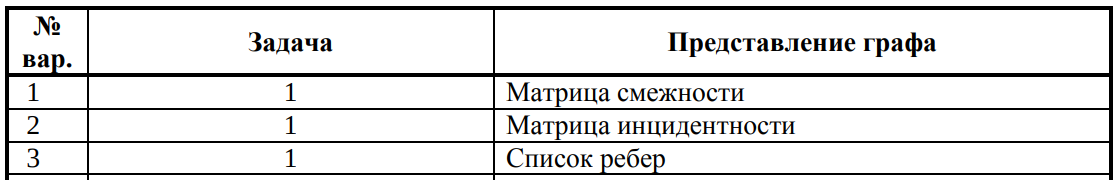 № вар. Задача Представление графа
1 1 Матрица смежности
2 1 Матрица инцидентности
3 1 Список ребер